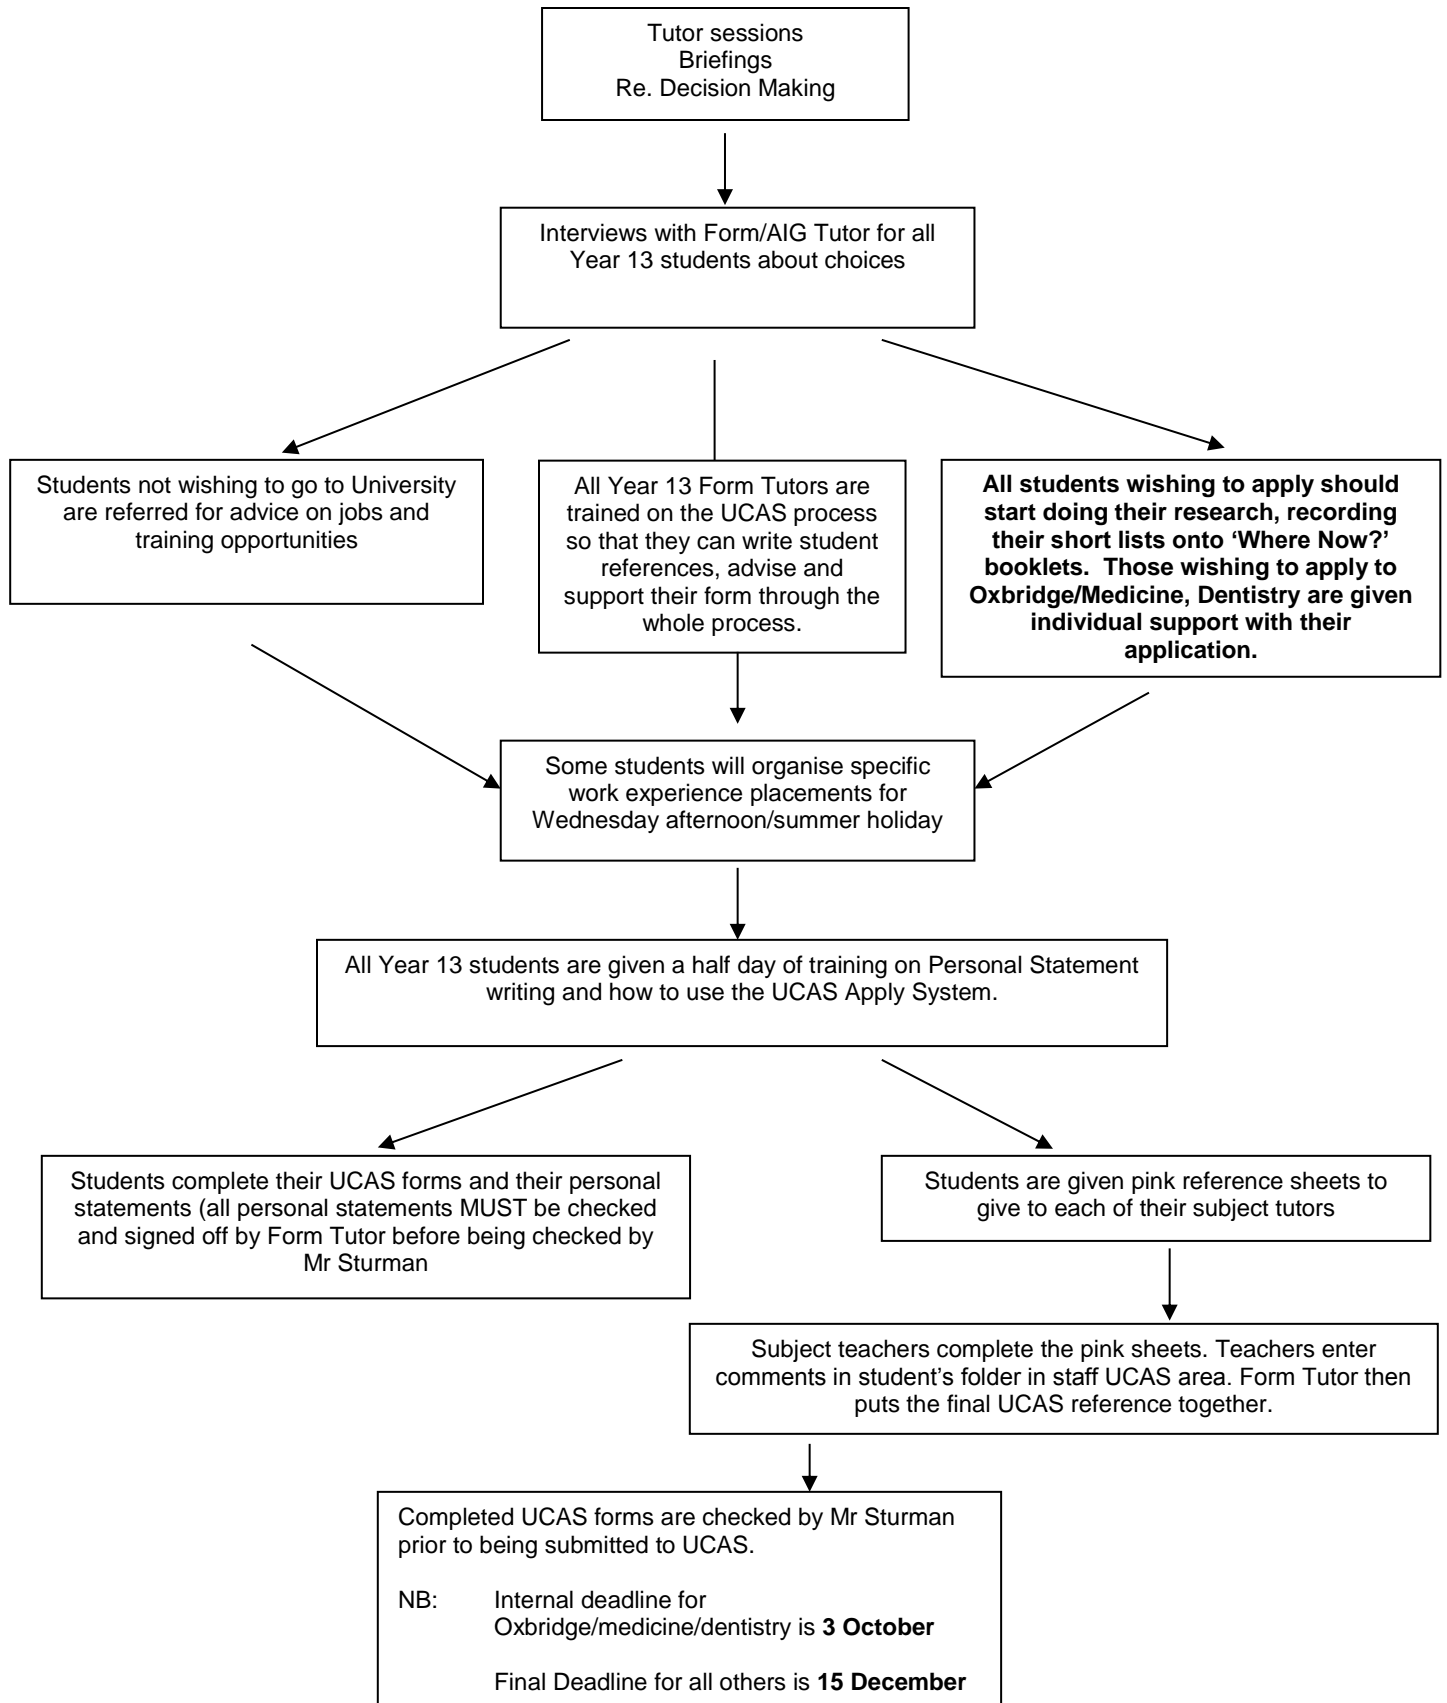 Tutor sessions
Briefings
Re. Decision Making
Interviews with Form/AIG Tutor for all
Year 13 students about choices
Students not wishing to go to University
are referred for advice on jobs and
training opportunities
All Year 13 Form Tutors are
trained on the UCAS process
so that they can write student
references, advise and
support their form through the
whole process.
All students wishing to apply should
start doing their research, recording
their short lists onto ‘Where Now?’
booklets.  Those wishing to apply to
Oxbridge/Medicine, Dentistry are given
individual support with their
application.
Some students will organise specific
work experience placements for
Wednesday afternoon/summer holiday
All Year 13 students are given a half day of training on Personal Statement
writing and how to use the UCAS Apply System.
Students complete their UCAS forms and their personal
statements (all personal statements MUST be checked
and signed off by Form Tutor before being checked by
Mr Sturman
Students are given pink reference sheets to
give to each of their subject tutors
Subject teachers complete the pink sheets. Teachers enter
comments in student’s folder in staff UCAS area. Form Tutor then
puts the final UCAS reference together.
Completed UCAS forms are checked by Mr Sturman
prior to being submitted to UCAS.
NB: Internal deadline for
Oxbridge/medicine/dentistry is 3 October
Final Deadline for all others is 15 December